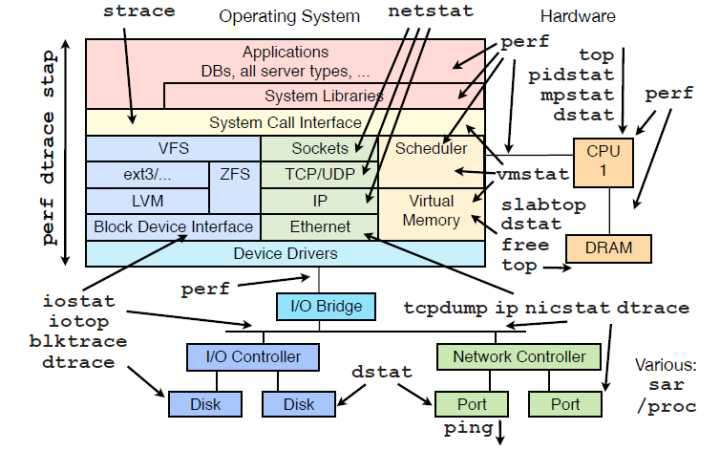 strace
Operating System
netstat
Hardware
perf dtrace stap
Applications
DBs, all server types, ...
System Libraries
System Call Interface
VFS
Sockets
Scheduler
ext3/...
ZFS
TCP/UDP
LVM
IP
Virtual
Memory
Block Device Interface
Ethernet
Device Drivers
perf
top
pidstat
mpstat
dstat
perf
CPU
1
vmstat
slabtop
dstat
free
top
DRAM
perf
I/O Bridge
iostat
iotop
blktrace
dtrace
tcpdump ip nicstat dtrace
I/O Controller
Network Controller
Disk
Disk
dstat
Port
Port
ping
Various:
sar
/proc